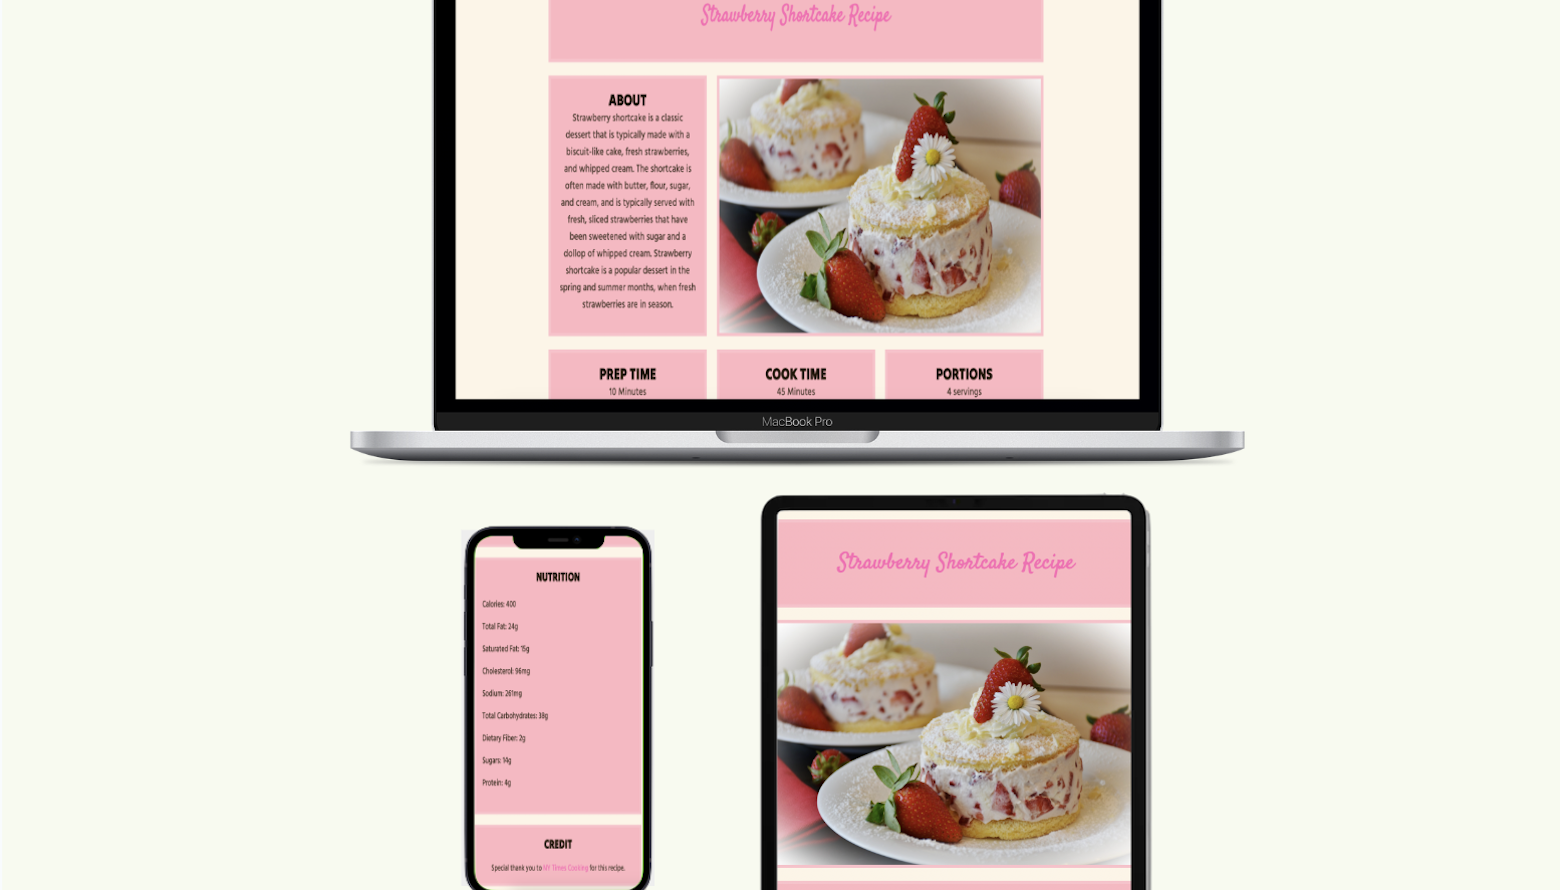 Strawberry Shortcake Recipe
ABOUT
Strawberry shortcake is a classic
dessert that is typically made with a
biscuit-like cake, fresh strawberries,
and whipped cream. The shortcake is
often made with butter, flour, sugar,
and cream, and is typically served with
fresh, sliced strawberries that have
been sweetened with sugar and a
dollop of whipped cream. Strawberry
shortcake is a popular dessert in the
spring and summer months, when fresh
strawberries are in season.
PREP TIME
10 Minutes
COOK TIME
45 Minutes
PORTIONS
4 servings
MacBook Pro
NUTRITION
Calories: 400
Total Fat: 24g
Saturated Fat: 15g
Cholesterol: 96mg
Sodium: 261mg
Total Carbohydrates: 38g
Dietary Fiber: 2g
Sugars: 14g
Protein: 4g
CREDIT
Special thank you to NY Times Cooking for this recipe.
Strawberry Shortcake Recipe